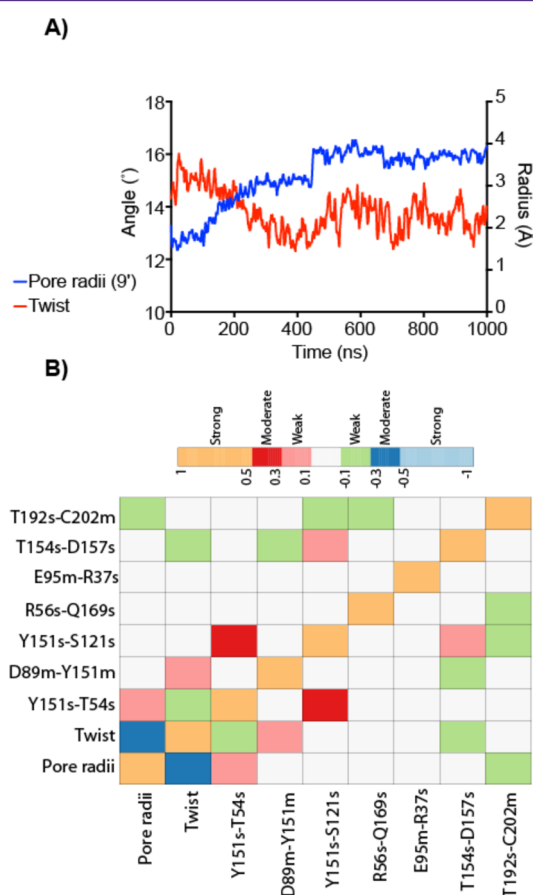 A)
18
16
14
12
10
Angle (°)
5
4
3
2
1
0
Radius (A)
0
200
400
600
800
1000
Time (ns)
Pore radii (9')
Twist
B)
Strong
Moderate
Weak
Weak
Moderate
Strong
1
0.5
0.3
0.1
-0.1
-0.3
-0.5
-1
T192s-C202m
T154s-D157s
E95m-R37s
R56s-Q169s
Y151s-S121s
D89m-Y151m
Y151s-T54s
Twist
Pore radii
Pore radii
Twist
Y151s-T54s
D89m-Y151m
Y151s-S121s
R56s-Q169s
E95m-R37s
T154s-D157s
T192s-C202m